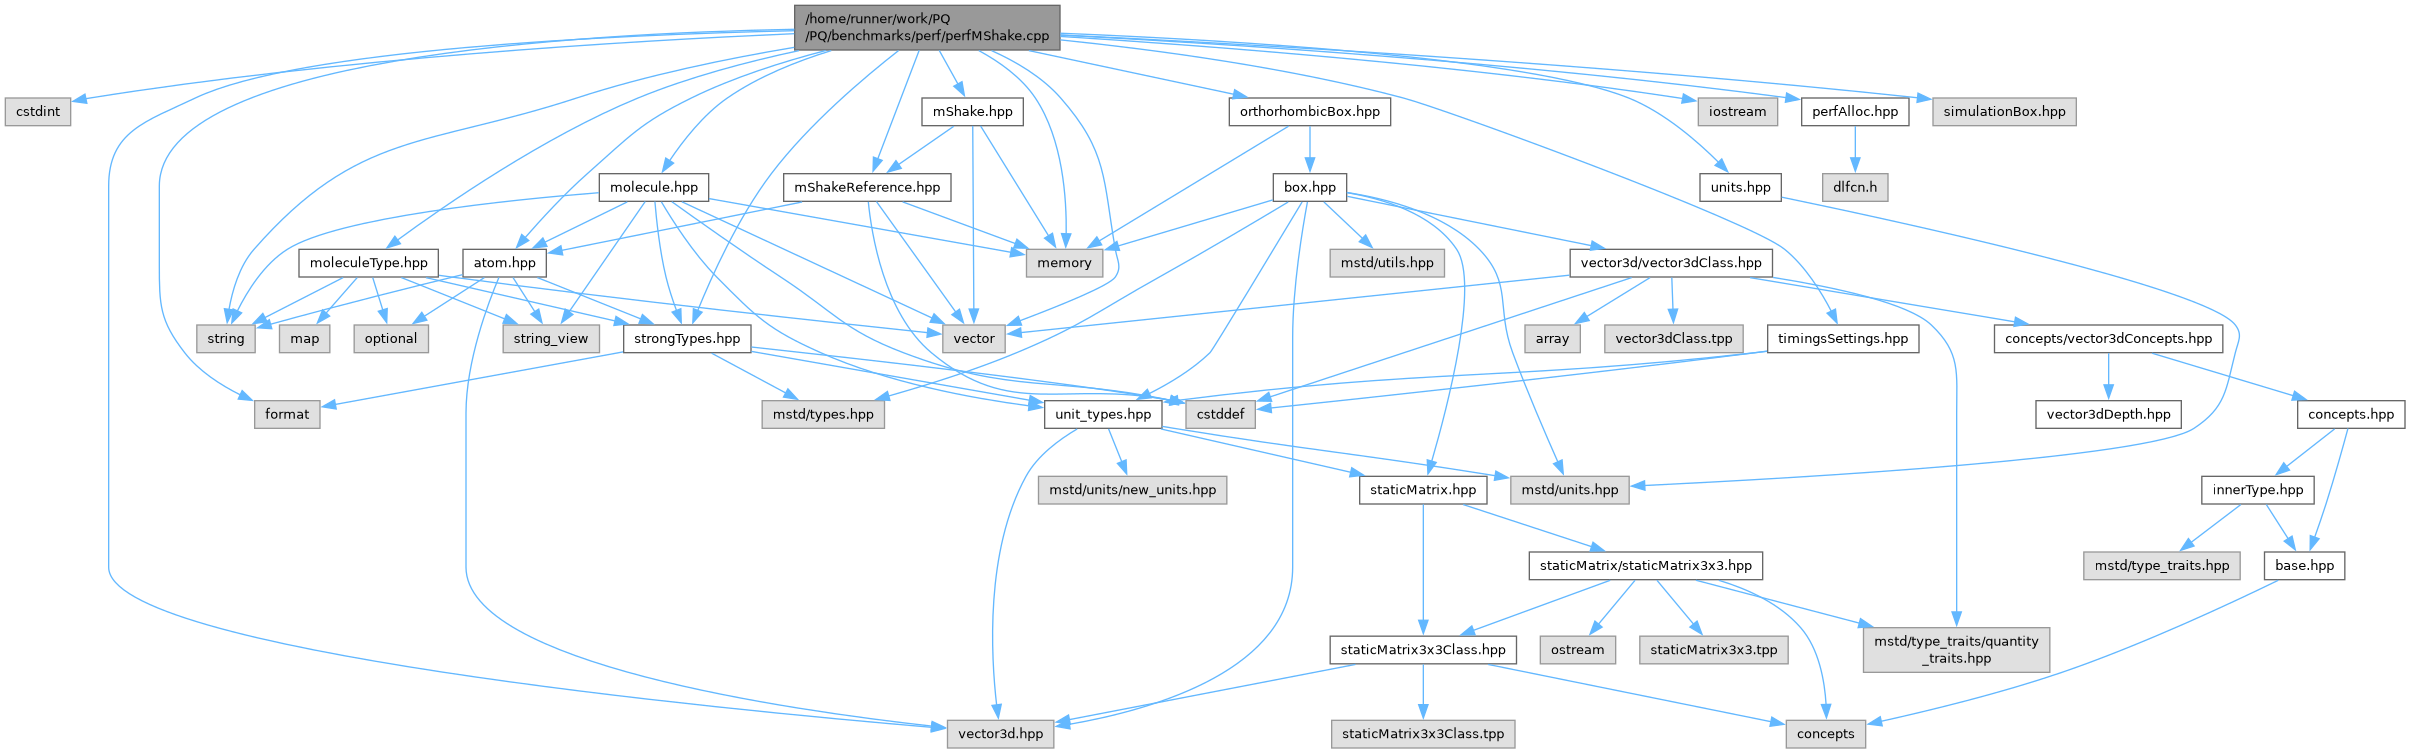 /home/runner/work/PQ
/PQ/benchmarks/perf/perfMShake.cpp
cstdint
mShake.hpp
orthorhombicBox.hpp
iostream
perfAlloc.hpp
simulationBox.hpp
molecule.hpp
mShakeReference.hpp
box.hpp
units.hpp
dlfcn.h
moleculeType.hpp
atom.hpp
memory
mstd/utils.hpp
vector3d/vector3dClass.hpp
string
map
optional
string_view
strongTypes.hpp
vector
array
vector3dClass.tpp
timingsSettings.hpp
concepts/vector3dConcepts.hpp
format
mstd/types.hpp
unit_types.hpp
cstddef
vector3dDepth.hpp
concepts.hpp
mstd/units/new_units.hpp
staticMatrix.hpp
mstd/units.hpp
innerType.hpp
staticMatrix/staticMatrix3x3.hpp
mstd/type_traits.hpp
base.hpp
staticMatrix3x3Class.hpp
ostream
staticMatrix3x3.tpp
mstd/type_traits/quantity
_traits.hpp
vector3d.hpp
staticMatrix3x3Class.tpp
concepts